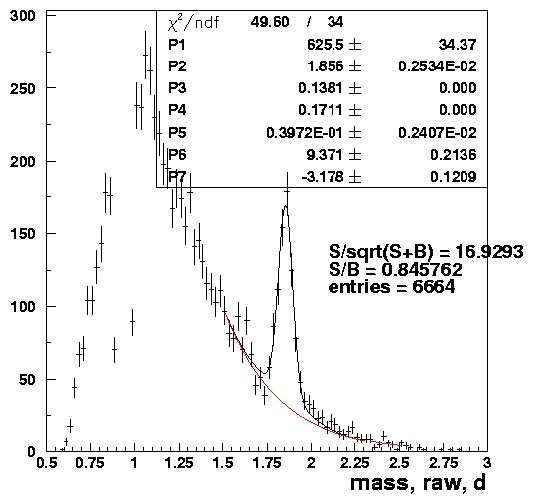 χ²/ndf 49.60 / 34
P1 625.5 ± 34.37
P2 1.856 ± 0.2534E-02
P3 0.1381 ± 0.000
P4 0.1711 ± 0.000
P5 0.3972E-01 ± 0.2407E-02
P6 9.371 ± 0.2136
P7 -3.178 ± 0.1209
S/sqrt(S+B) = 16.9293
S/B = 0.845762
entries = 6664
300
250
200
150
100
50
0
0.5 0.75 1 1.25 1.5 1.75 2 2.25 2.5 2.75 3
mass, raw, d